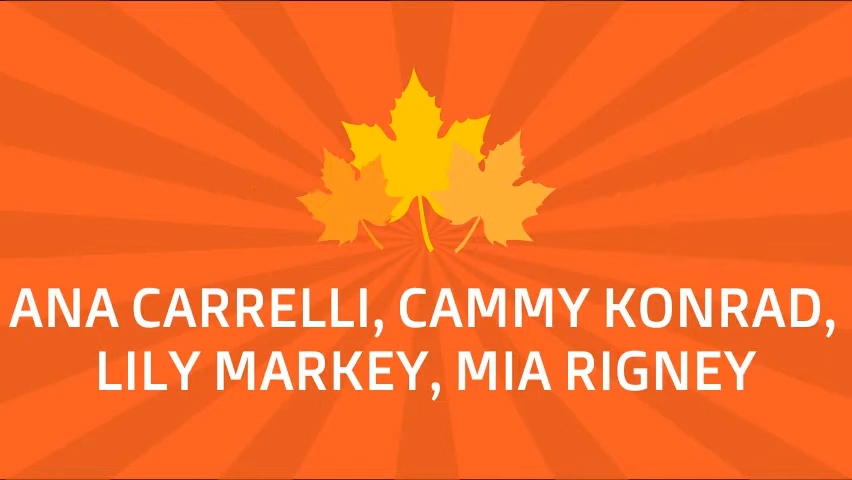 ANA CARRELLI, CAMMY KONRAD,
LILY MARKEY, MIA RIGNEY